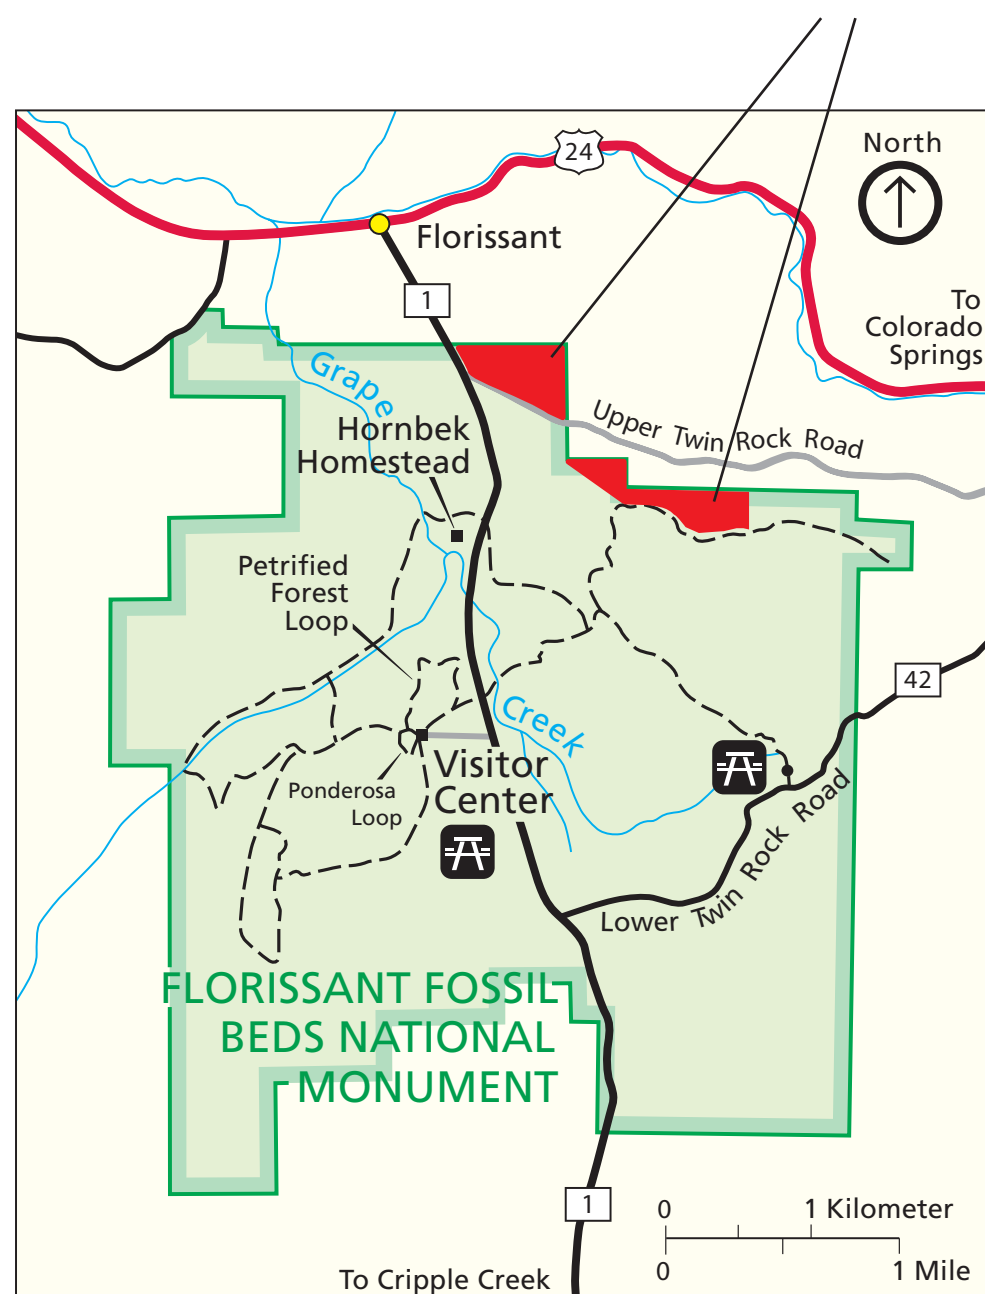 24
North
Florissant
1
To
Colorado
Springs
Grape
Upper Twin Rock Road
Hornbek
Homestead
Petrified
Forest
Loop
42
Creek
Visitor
Center
Ponderosa
Loop
Lower Twin Rock Road
FLORISSANT FOSSIL
BEDS NATIONAL
MONUMENT
1
0 1 Kilometer
0 1 Mile
To Cripple Creek